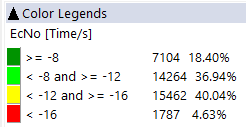 Color Legends
EcNo [Time/s]
>= -8 7104 18.40%
< -8 and >= -12 14264 36.94%
< -12 and >= -16 15462 40.04%
< -16 1787 4.63%